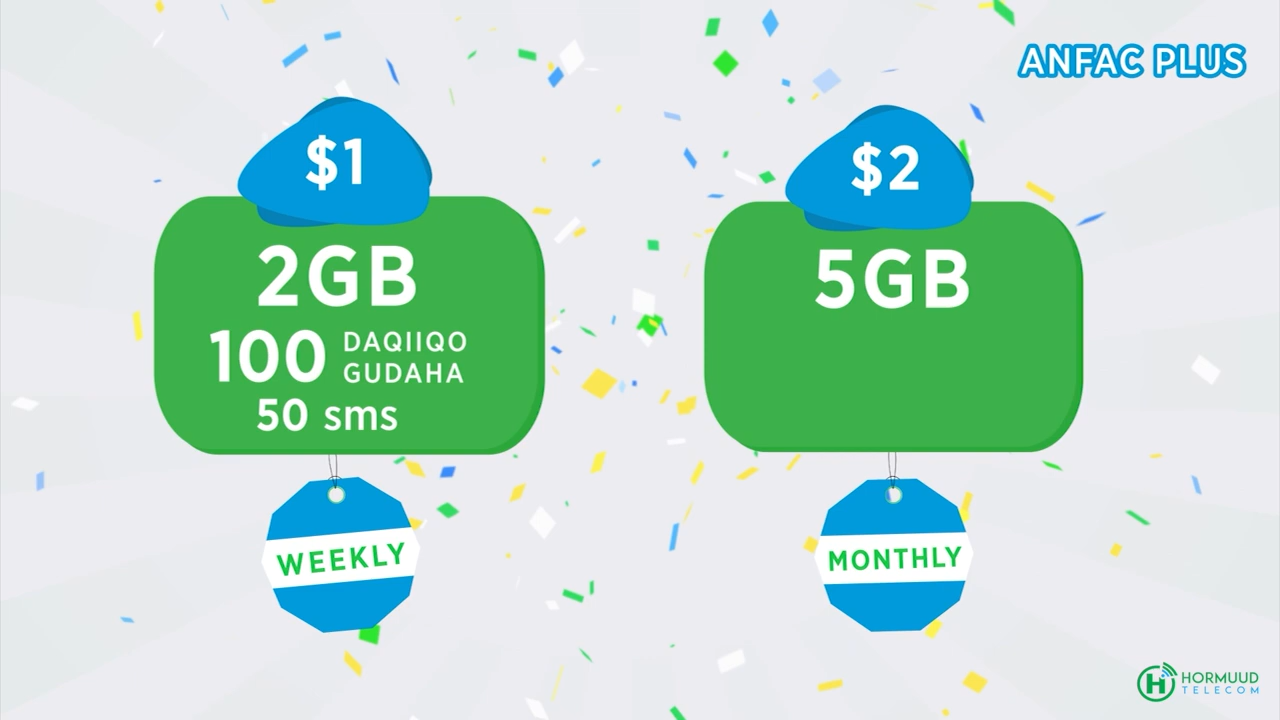 ANFAC PLUS
$1
2GB
100 DAQIIQO
GUDAHA
50 sms
WEEKLY
$2
5GB
MONTHLY
HORMUUD
TELECOM